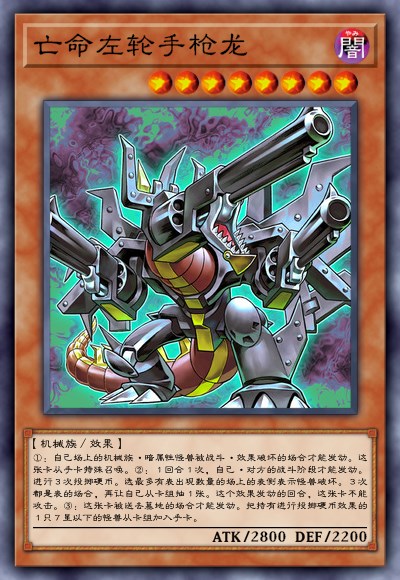 亡命左轮手枪龙
やみ
闇
【机械族／效果】
①：自己场上的机械族·暗属性怪兽被战斗·效果破坏的场合才能发动。这
张卡从手卡特殊召唤。②：1回合1次，自己·对方的战斗阶段才能发动。
进行3次投掷硬币。选最多有表出现数量的场上的表侧表示怪兽破坏。3次
都是表的场合，再让自己从卡组抽1张。这个效果发动的回合，这张卡不能
攻击。③：这张卡被送去墓地的场合才能发动。把持有进行投掷硬币效果的
1只7星以下的怪兽从卡组加入手卡。
ATK/2800 DEF/2200